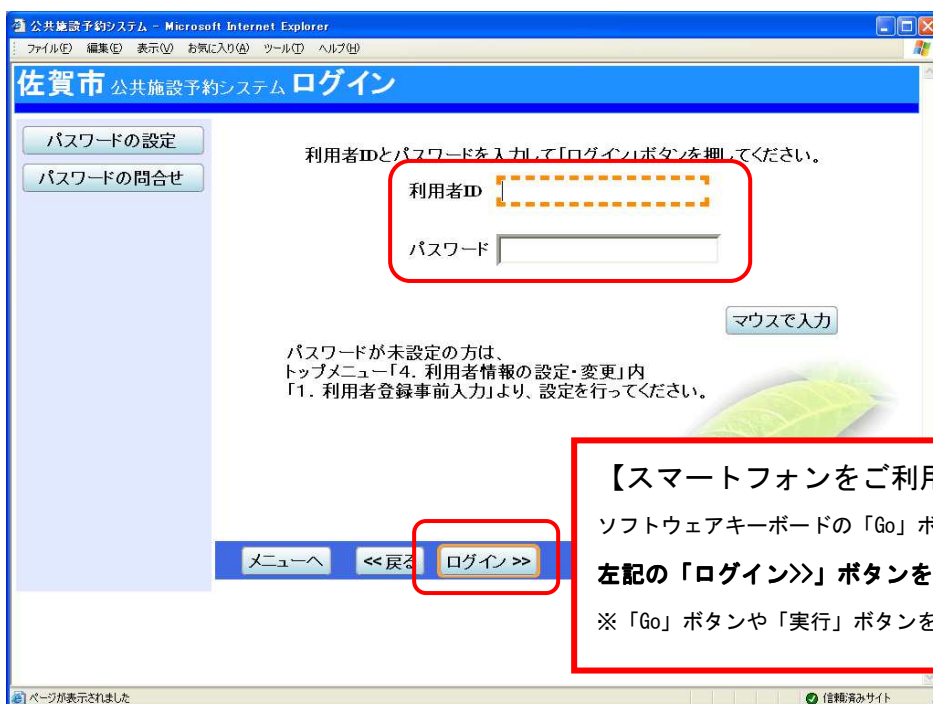 公共施設予約システム - Microsoft Internet Explorer
ファイル(F) 編集(E) 表示(V) お気に入り(A) ツール(T) ヘルプ(H)
佐賀市 公共施設予約システム ログイン
パスワードの設定
パスワードの問合せ
利用者IDとパスワードを入力して「ログイン」ボタンを押してください。
利用者ID
パスワード
マウスで入力
パスワードが未設定の方は、
トップメニュー「4．利用者情報の設定・変更」内
「1．利用者登録事前入力」より、設定を行ってください。
【スマートフォンをご利用
ソフトウェアキーボードの「Go」ボ
左記の「ログイン>>」ボタンを
※「Go」ボタンや「実行」ボタンを
メニューへ <<戻る ログイン >>
ページが表示されました
信頼済みサイト